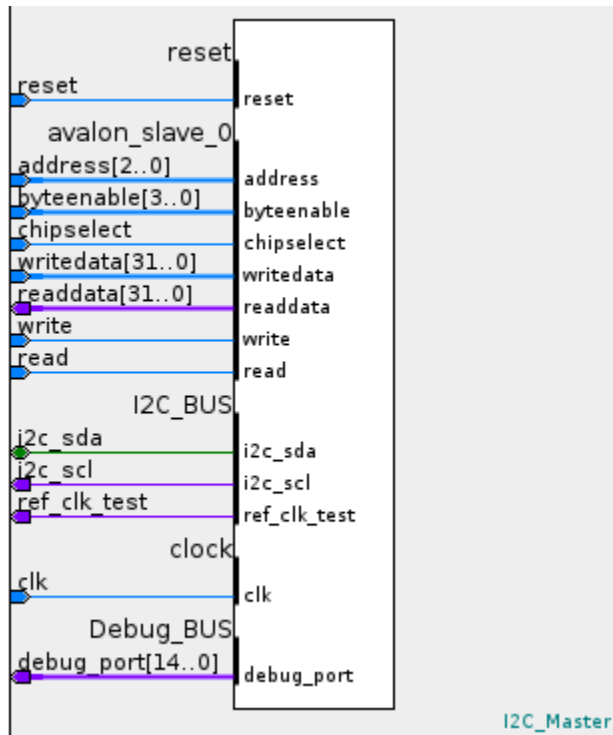 reset
reset
reset
avalon_slave_0
address[2..0]
address
byteenable[3..0]
byteenable
chipselect
chipselect
writedata[31..0]
writedata
readdata[31..0]
readdata
write
write
read
read
I2C_BUS
i2c_sda
i2c_sda
i2c_scl
i2c_scl
ref_clk_test
ref_clk_test
clock
clk
clk
Debug_BUS
debug_port[14..0]
debug_port
I2C_Master